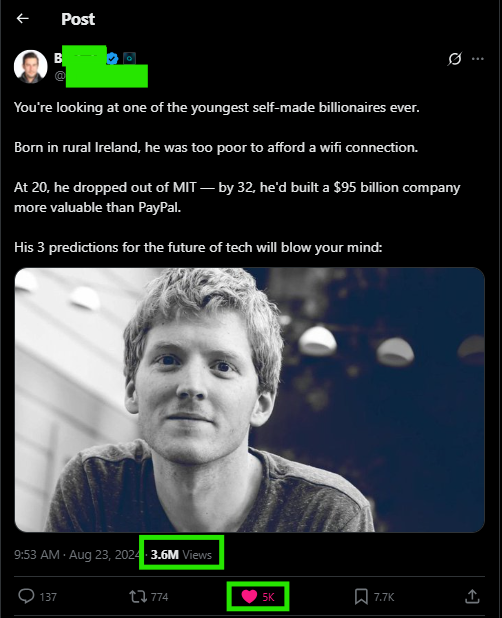 Post
B
@
You're looking at one of the youngest self-made billionaires ever.
Born in rural Ireland, he was too poor to afford a wifi connection.
At 20, he dropped out of MIT — by 32, he'd built a $95 billion company
more valuable than PayPal.
His 3 predictions for the future of tech will blow your mind:
9:53 AM · Aug 23, 2024 · 3.6M Views
137 774 5K 7.7K